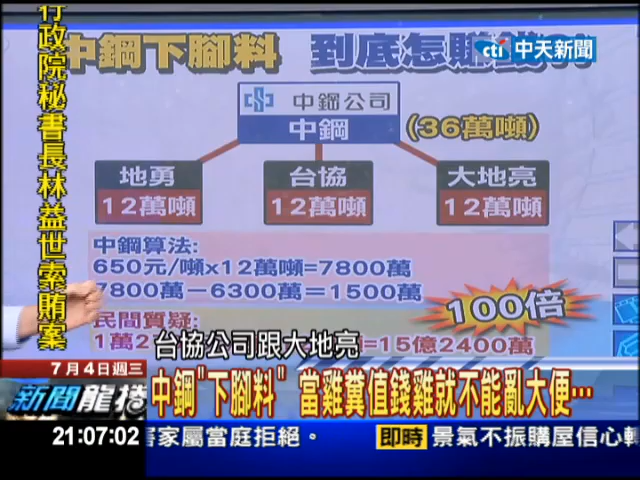 行政院秘書長林益世索賄案
中鋼下腳料 到底怎賺錢
cti 中天新聞
中鋼公司
中鋼
(36萬噸)
地勇
12萬噸
台協
12萬噸
大地亮
12萬噸
中鋼算法:
650元/噸x12萬噸=7800萬
7800萬-6300萬=1500萬
100倍
民間質疑:
1萬2 =15億2400萬
台協公司跟大地亮
7月4日週三
新聞龍捲
中鋼"下腳料" 當雞糞值錢雞就不能亂大便…
21:07:02
害家屬當庭拒絕。 即時 景氣不振購屋信心轉